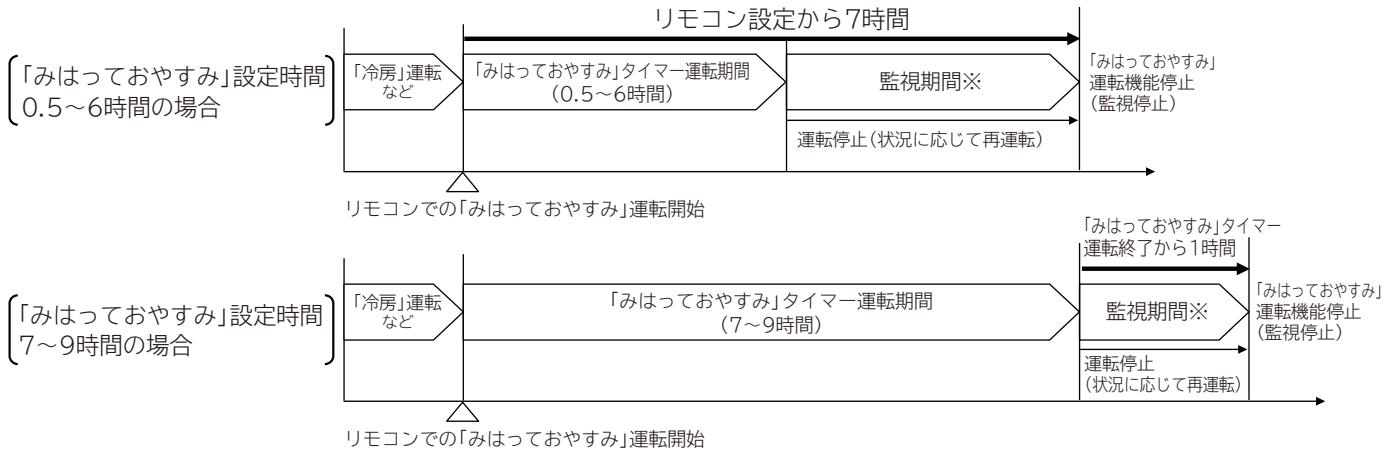 リモコン設定から7時間
「みはっておやすみ」設定時間
0.5～6時間の場合
「冷房」運転
など
「みはっておやすみ」タイマー運転期間
（0.5～6時間）
監視期間※
「みはっておやすみ」
運転機能停止
（監視停止）
運転停止（状況に応じて再運転）
リモコンでの「みはっておやすみ」運転開始
「みはっておやすみ」タイマー
運転終了から1時間
「みはっておやすみ」設定時間
7～9時間の場合
「冷房」運転
など
「みはっておやすみ」タイマー運転期間
（7～9時間）
監視期間※
「みはっておやすみ」
運転機能停止
（監視停止）
運転停止
（状況に応じて再運転）
リモコンでの「みはっておやすみ」運転開始